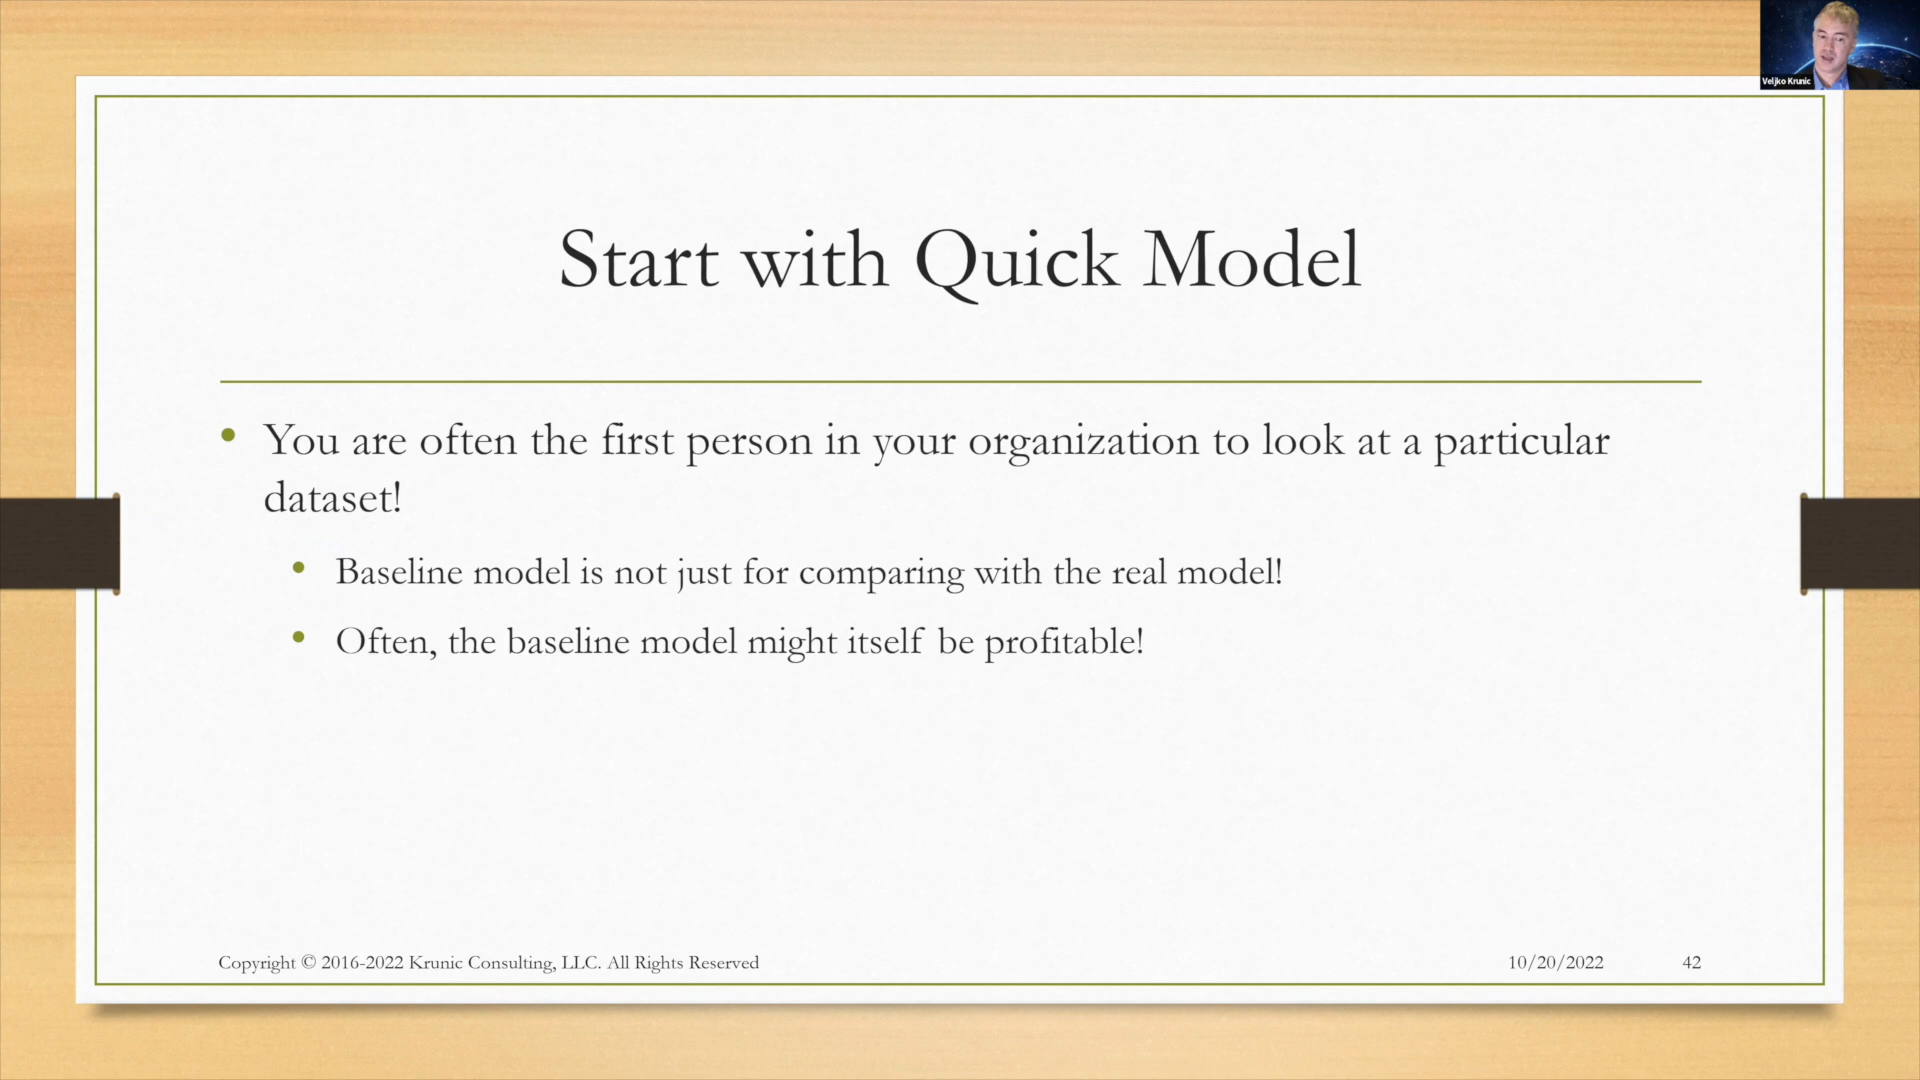 Veljko Krunic
Start with Quick Model
• You are often the first person in your organization to look at a particular
dataset!
• Baseline model is not just for comparing with the real model!
• Often, the baseline model might itself be profitable!
Copyright © 2016-2022 Krunic Consulting, LLC. All Rights Reserved
10/20/2022
42